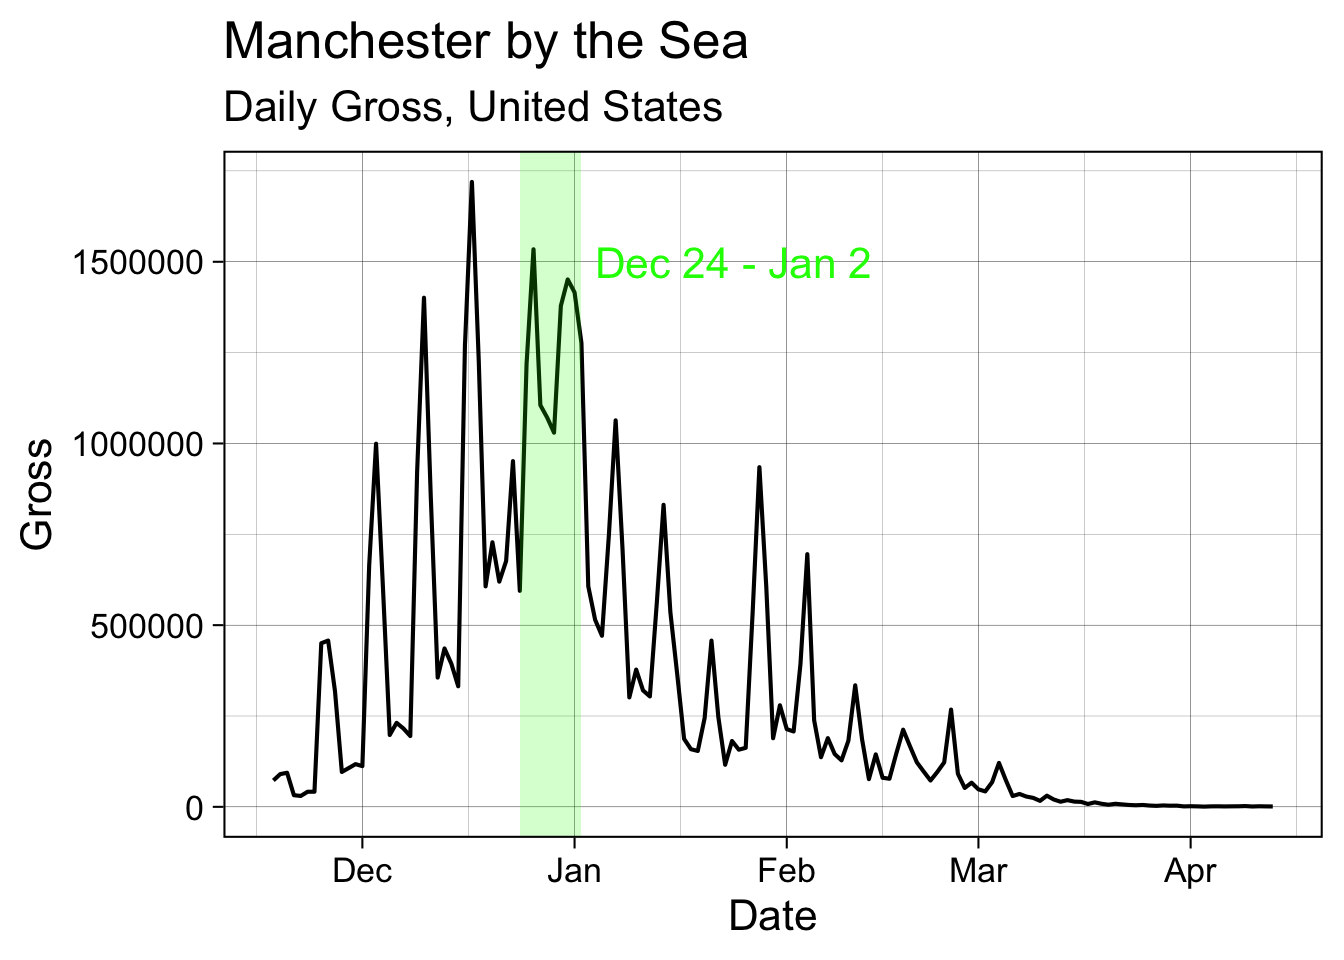 Manchester by the Sea
Daily Gross, United States
Dec 24 - Jan 2
Gross
1500000
1000000
500000
0
Dec Jan Feb Mar Apr
Date